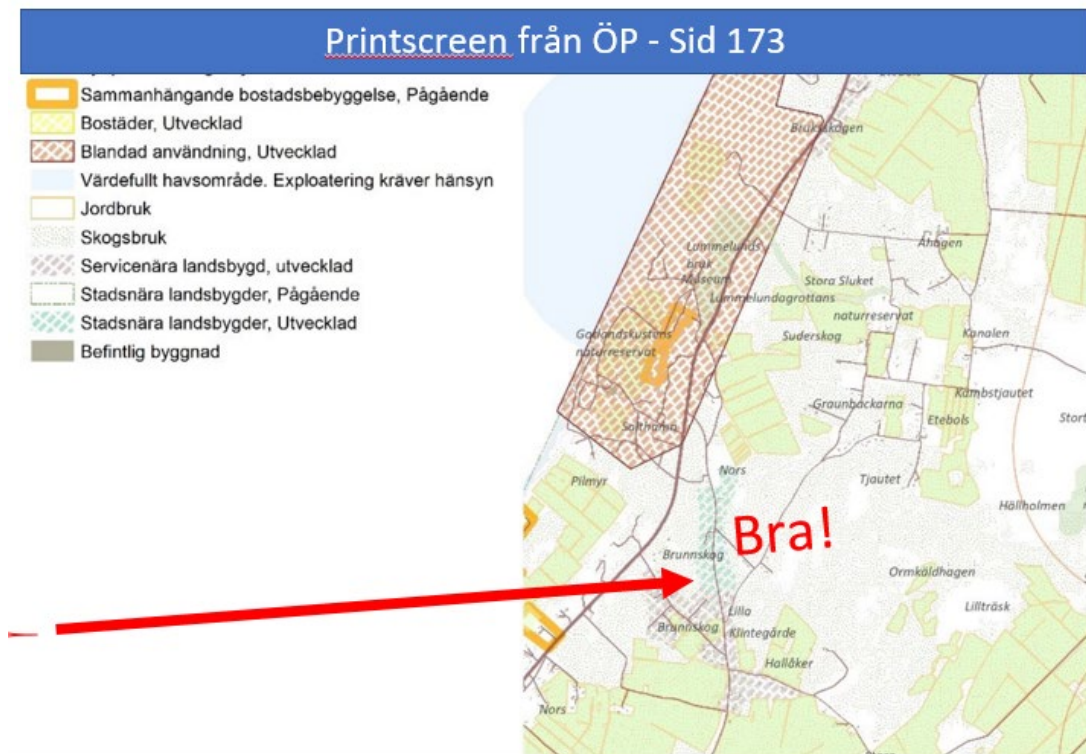 Printscreen från ÖP - Sid 173
Sammanhängande bostadsbebyggelse, Pågående
Bostäder, Utvecklad
Blandad användning, Utvecklad
Värdefullt havsområde. Exploatering kräver hänsyn
Jordbruk
Skogsbruk
Servicenära landsbygd, utvecklad
Stadsnära landsbygder, Pågående
Stadsnära landsbygder, Utvecklad
Befintlig byggnad
Bruksskogen
Lummelunds
bruk
Museum
Åhagen
Stora Sluket
Lummelundagrottans
naturreservat
Suderskog
Kanalen
Gotlandskustens
naturreservat
Kambstjautet
Graunbackarna
Etebols
Salthamn
Nors
Pilmyr
Tjautet
Hällholmen
Bra!
Brunnskog
Ormkäldhagen
Lillträsk
Lilla
Brunnskog
Klintegårde
Hallåker
Nors